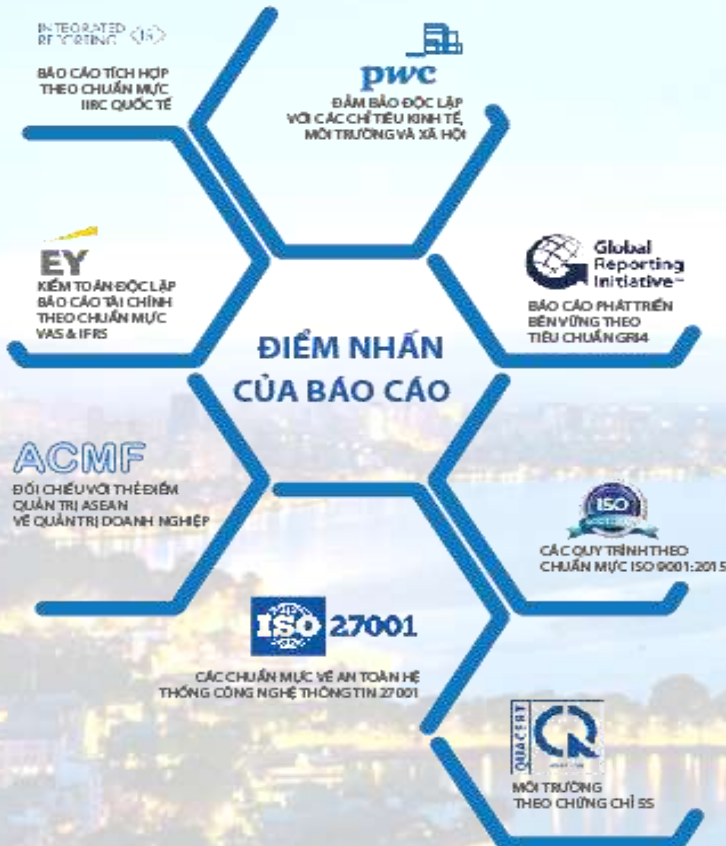 INTEGRATED
REPORTING <IR>
BÁO CÁO TÍCH HỢP
THEO CHUẨN MỰC
IIRC QUỐC TẾ
pwc
ĐẢM BẢO ĐỘC LẬP
VỚI CÁC CHỈ TIÊU KINH TẾ,
MÔI TRƯỜNG VÀ XÃ HỘI
EY
KIỂM TOÁN ĐỘC LẬP
BÁO CÁO TÀI CHÍNH
THEO CHUẨN MỰC
VAS & IFRS
Global
Reporting
Initiative™
BÁO CÁO PHÁT TRIỂN
BỀN VỮNG THEO
TIÊU CHUẨN GRI4
ĐIỂM NHẤN
CỦA BÁO CÁO
ACMF
ĐỐI CHIẾU VỚI THẺ ĐIỂM
QUẢN TRỊ ASEAN
VỀ QUẢN TRỊ DOANH NGHIỆP
ISO
CÁC QUY TRÌNH THEO
CHUẨN MỰC ISO 9001:2015
ISO 27001
CÁC CHUẨN MỰC VỀ AN TOÀN HỆ
THỐNG CÔNG NGHỆ THÔNG TIN 27001
QUACERT
MÔI TRƯỜNG
THEO CHỨNG CHỈ 5S